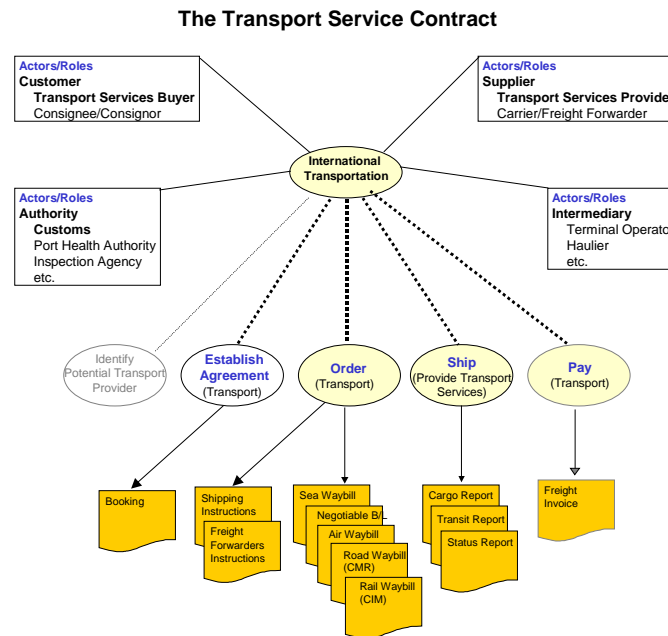 The Transport Service Contract
Actors/Roles
Customer
Transport Services Buyer
Consignee/Consignor
Actors/Roles
Supplier
Transport Services Provide
Carrier/Freight Forwarder
International
Transportation
Actors/Roles
Authority
Customs
Port Health Authority
Inspection Agency
etc.
Actors/Roles
Intermediary
Terminal Operato
Haulier
etc.
Identify
Potential Transport
Provider
Establish
Agreement
(Transport)
Order
(Transport)
Ship
(Provide Transport
Services)
Pay
(Transport)
Booking
Shipping
Instructions
Freight
Forwarders
Instructions
Sea Waybill
Negotiable B/L
Air Waybill
Road Waybill
(CMR)
Rail Waybill
(CIM)
Cargo Report
Transit Report
Status Report
Freight
Invoice